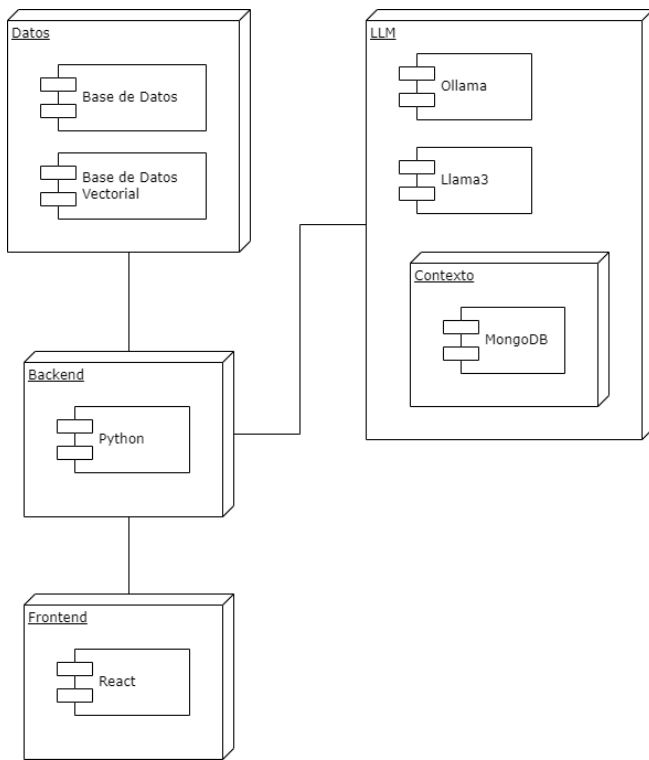 Datos
Base de Datos
Base de Datos
Vectorial
LLM
Ollama
Llama3
Contexto
MongoDB
Backend
Python
Frontend
React